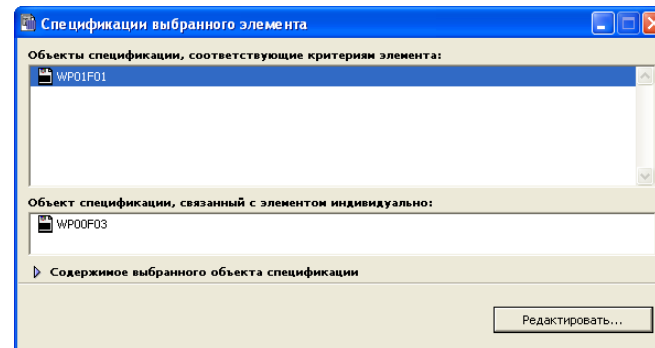 Спецификации выбранного элемента
Объекты спецификации, соответствующие критериям элемента:
WP01F01
Объект спецификации, связанный с элементом индивидуально:
WP00F03
Содержимое выбранного объекта спецификации
Редактировать...